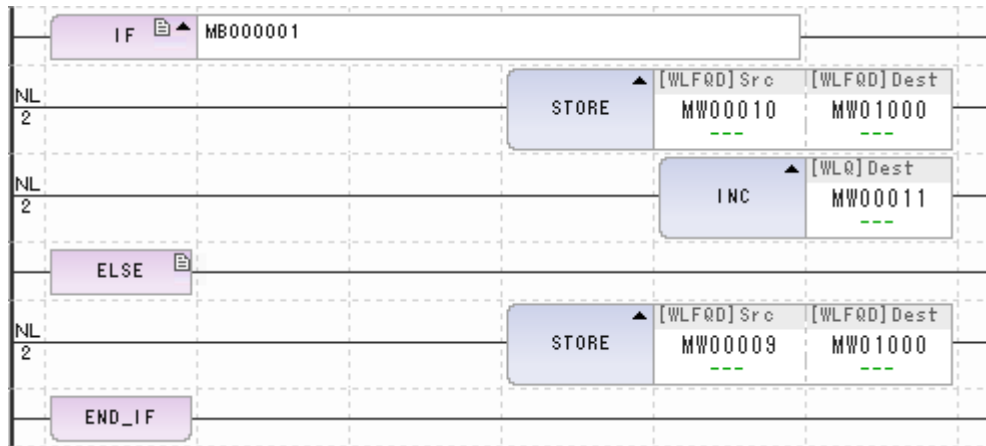 IF MB000001
[WLFQD]Src [WLFQD]Dest
NL STORE MW00010 MW01000
2 --- ---
[WLQ]Dest
NL INC MW00011
2 ---
ELSE
[WLFQD]Src [WLFQD]Dest
NL STORE MW00009 MW01000
2 --- ---
END_IF